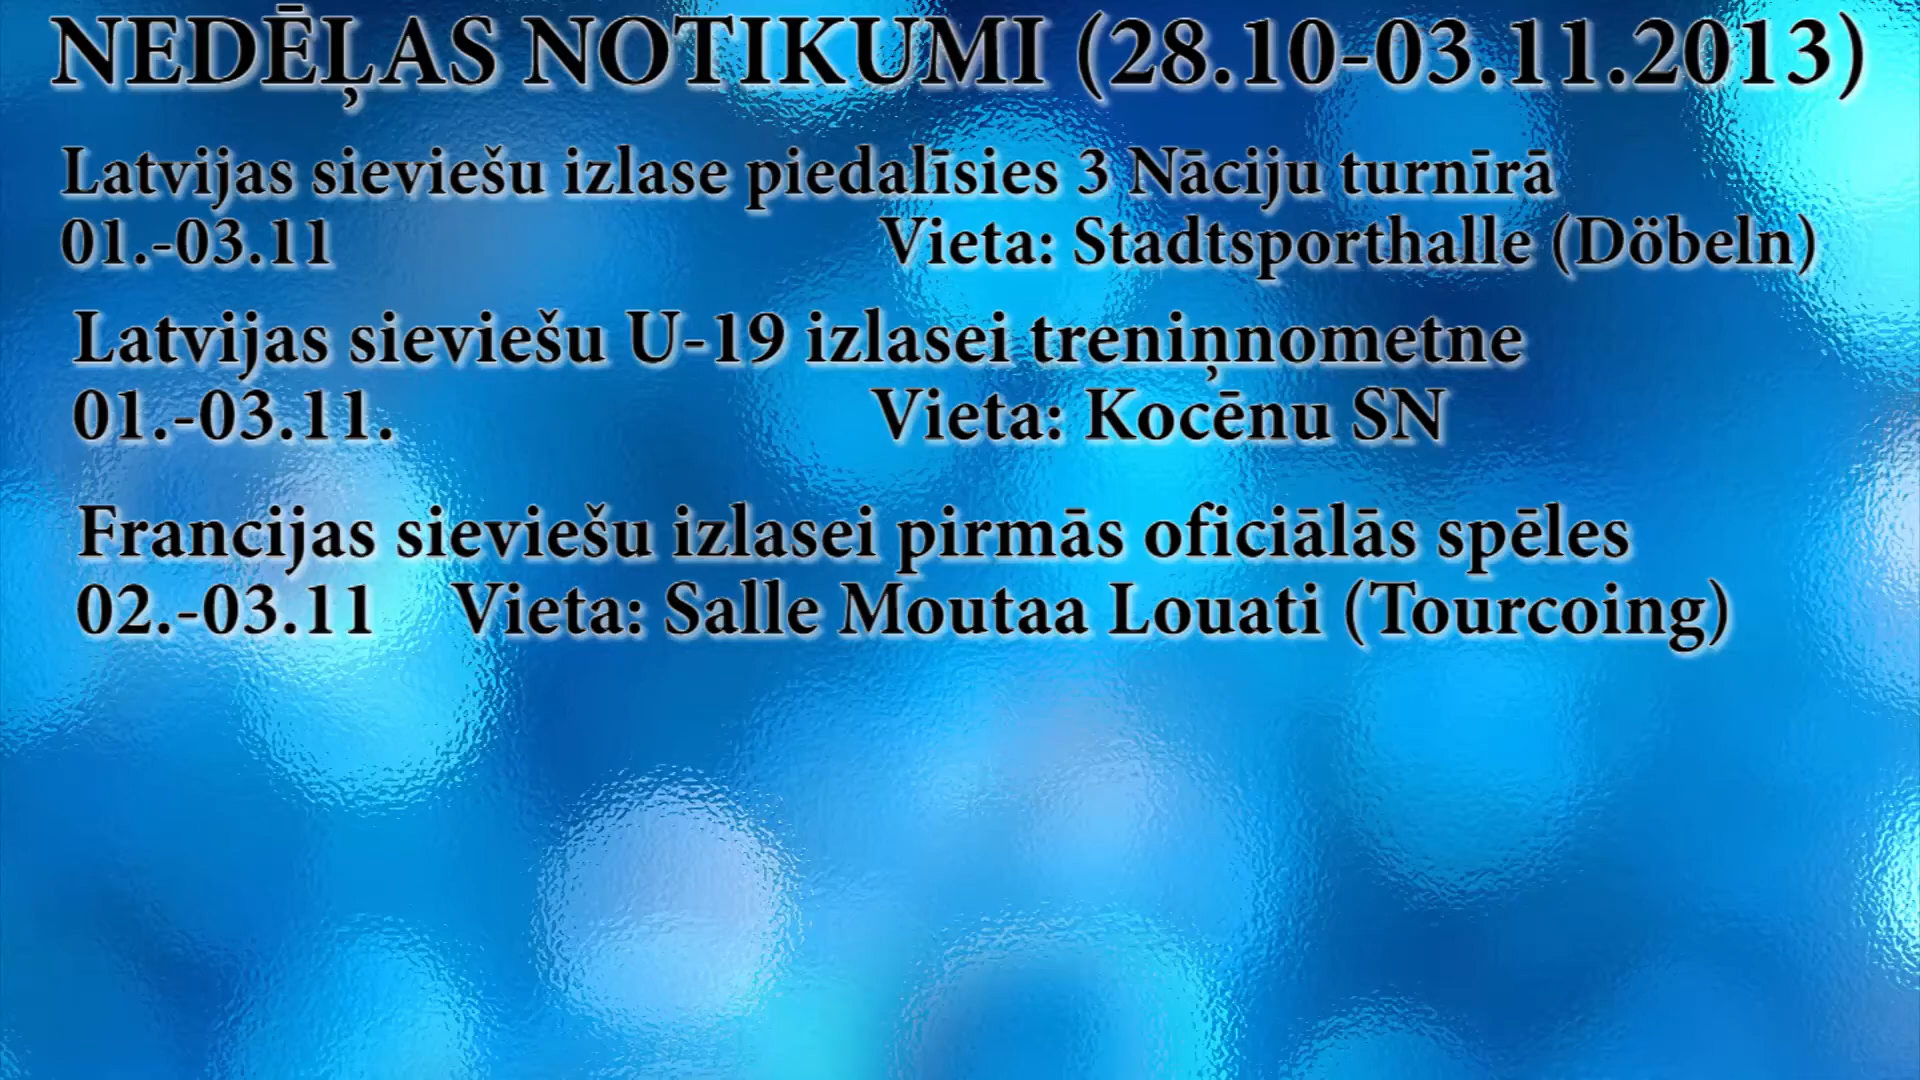 NEDĒĻAS NOTIKUMI (28.10-03.11.2013)
Latvijas sieviešu izlase piedalīsies 3 Nāciju turnīrā
01.-03.11 Vieta: Stadtsporthalle (Döbeln)
Latvijas sieviešu U-19 izlasei treniņnometne
01.-03.11. Vieta: Kocēnu SN
Francijas sieviešu izlasei pirmās oficiālās spēles
02.-03.11 Vieta: Salle Moutaa Louati (Tourcoing)